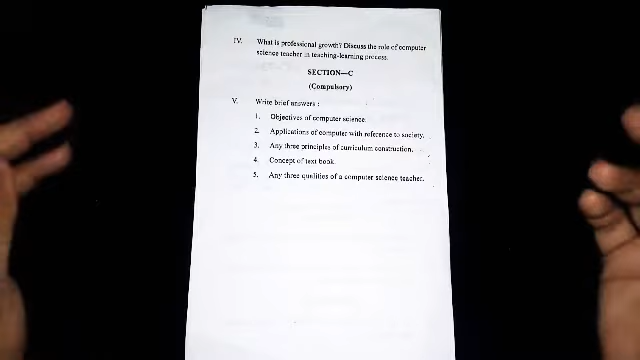 IV. What is professional growth? Discuss the role of computer
science teacher in teaching-learning process.
SECTION—C
(Compulsory)
V. Write brief answers :
1. Objectives of computer science.
2. Applications of computer with reference to society.
3. Any three principles of curriculum construction.
4. Concept of text book.
5. Any three qualities of a computer science teacher.